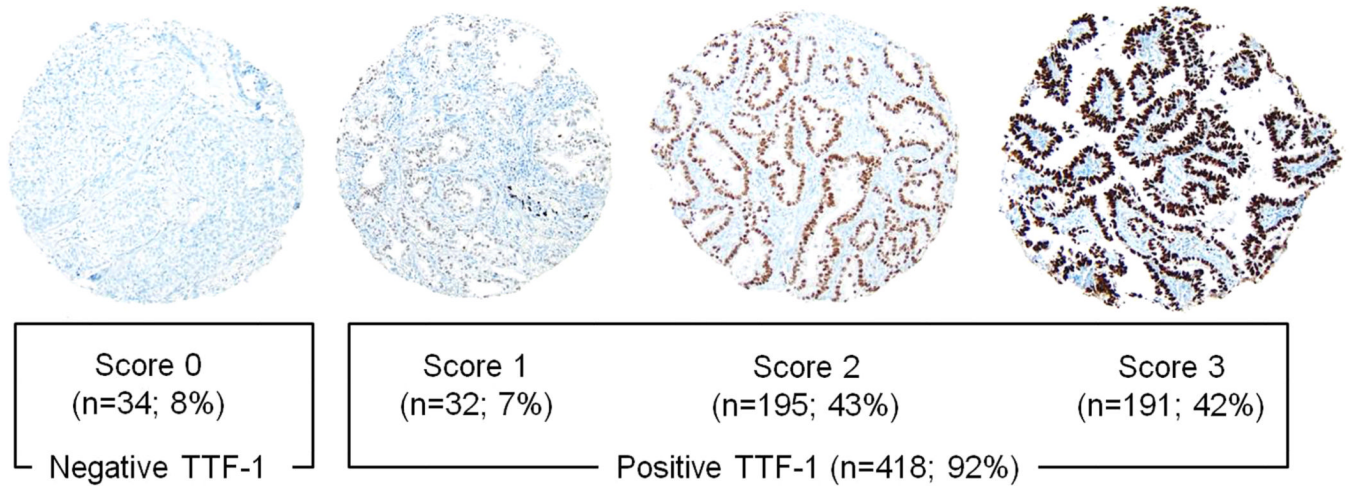 Score 0
(n=34; 8%)
Negative TTF-1
Score 1
(n=32; 7%)
Score 2
(n=195; 43%)
Score 3
(n=191; 42%)
Positive TTF-1 (n=418; 92%)